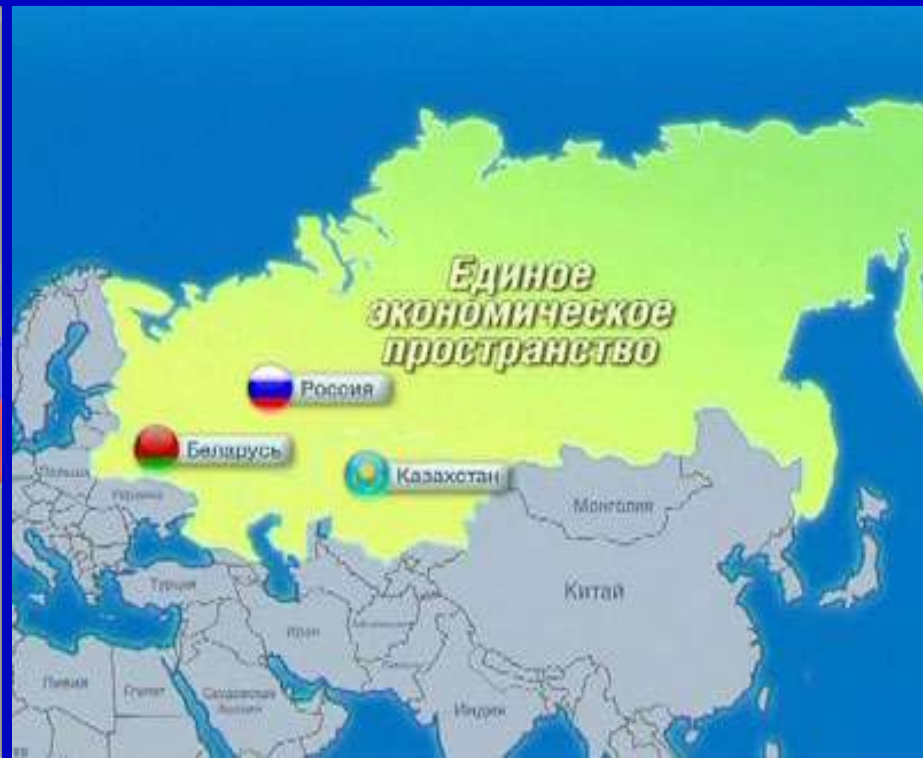 Единое
экономическое
пространство
Россия
Беларусь
Казахстан
Польша
Украина
Монголия
Турция
Китай
Иран
Ливия
Египет
Саудовская
Аравия
Индия